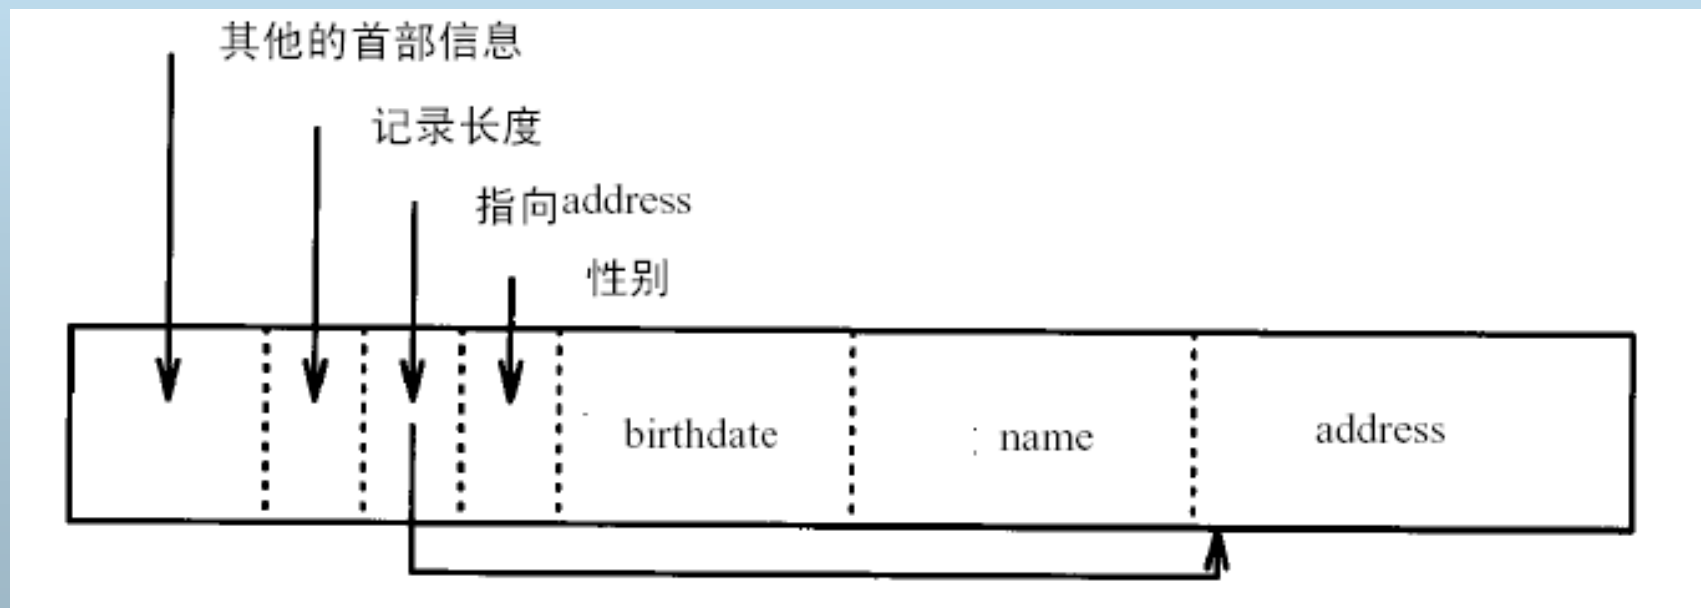 其他的首部信息
记录长度
指向address
性别
birthdate
name
address